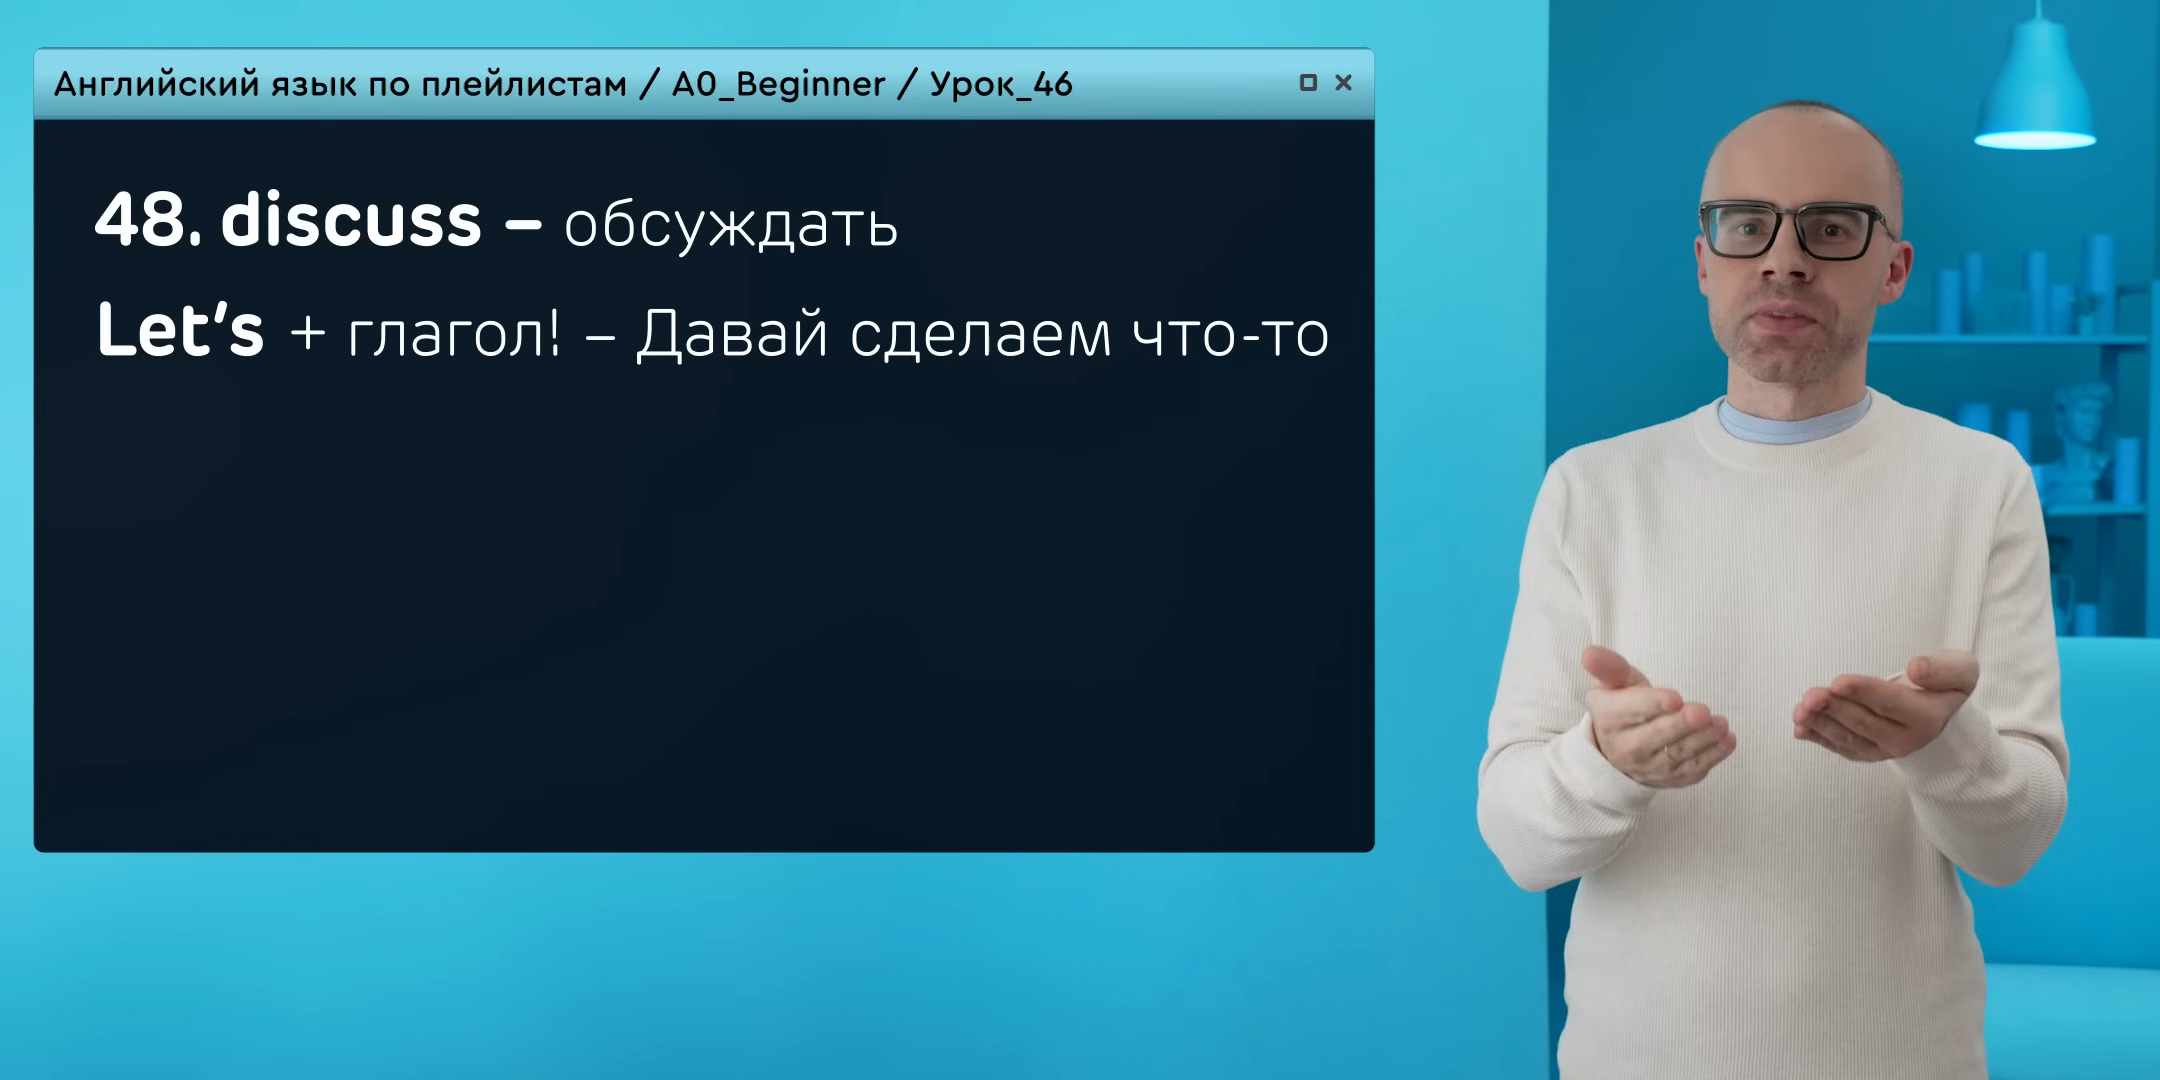 Английский язык по плейлистам / A0_Beginner / Урок_46
48. discuss – обсуждать
Let’s + глагол! – Давай сделаем что-то